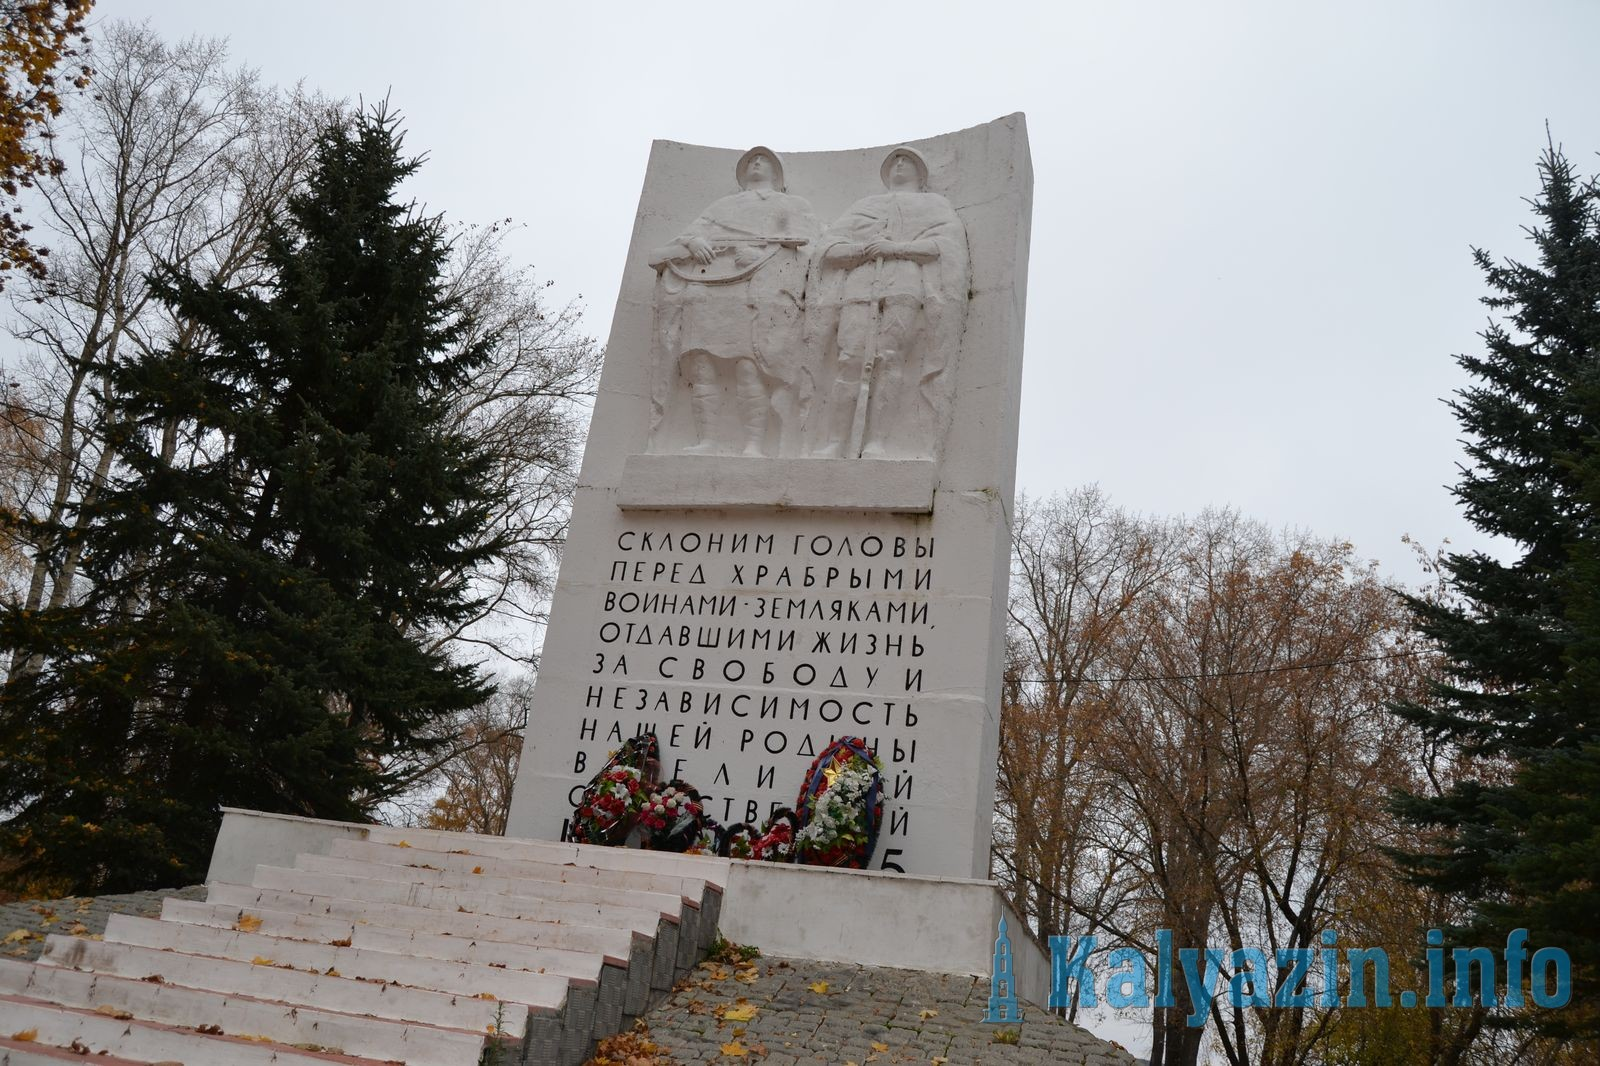 СКЛОНИМ ГОЛОВЫ
ПЕРЕД ХРАБРЫМИ
ВОИНАМИ-ЗЕМЛЯКАМИ,
ОТДАВШИМИ ЖИЗНЬ
ЗА СВОБОДУ И
НЕЗАВИСИМОСТЬ
НАШЕЙ РОДИНЫ
В
Kalyazin.info